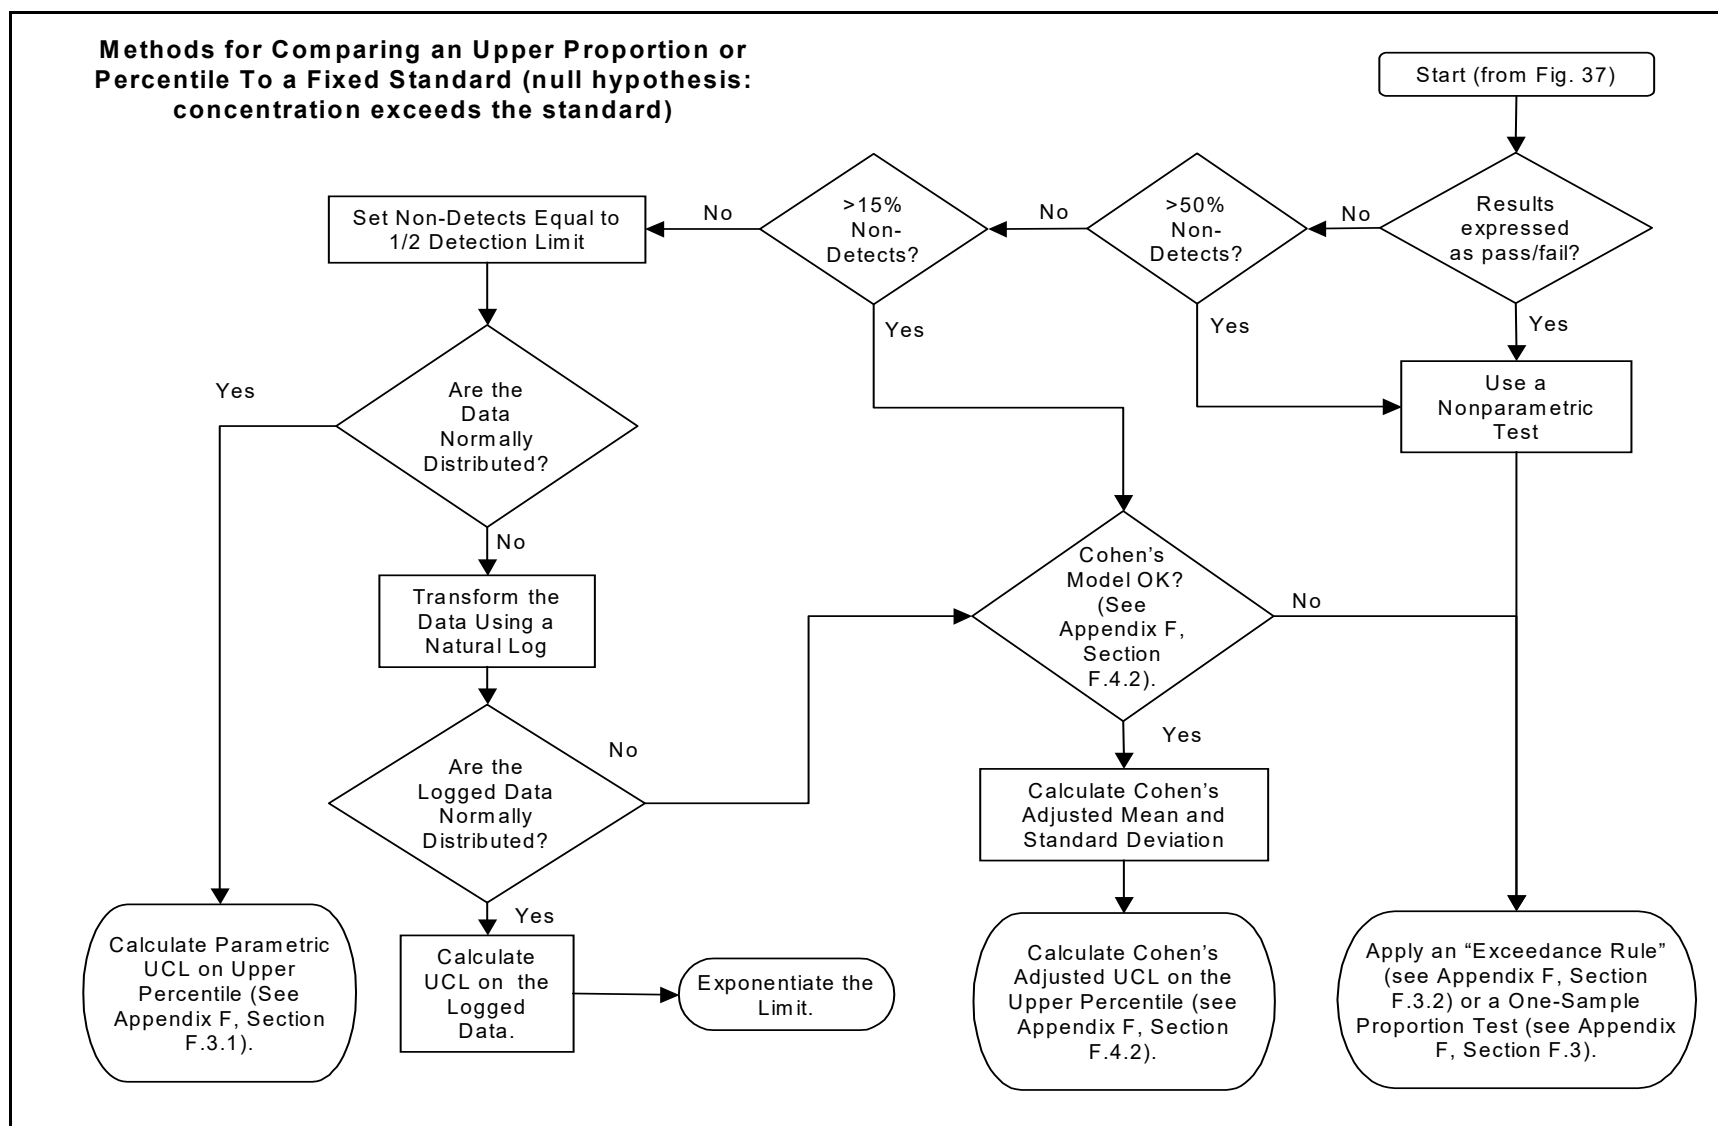 Methods for Comparing an Upper Proportion or
Percentile To a Fixed Standard (null hypothesis:
concentration exceeds the standard)
Start (from Fig. 37)
Results
expressed
as pass/fail?
No
Yes
>50%
Non-
Detects?
No
Yes
>15%
Non-
Detects?
No
Yes
Set Non-Detects Equal to
1/2 Detection Limit
Use a
Nonparametric
Test
Are the
Data
Normally
Distributed?
Yes
No
Transform the
Data Using a
Natural Log
Cohen's
Model OK?
(See
Appendix F,
Section
F.4.2).
No
Yes
Are the
Logged Data
Normally
Distributed?
No
Yes
Calculate Cohen's
Adjusted Mean and
Standard Deviation
Calculate Parametric
UCL on Upper
Percentile (See
Appendix F, Section
F.3.1).
Calculate
UCL on the
Logged
Data.
Exponentiate the
Limit.
Calculate Cohen's
Adjusted UCL on the
Upper Percentile (see
Appendix F, Section
F.4.2).
Apply an “Exceedance Rule”
(see Appendix F, Section
F.3.2) or a One-Sample
Proportion Test (see Appendix
F, Section F.3).